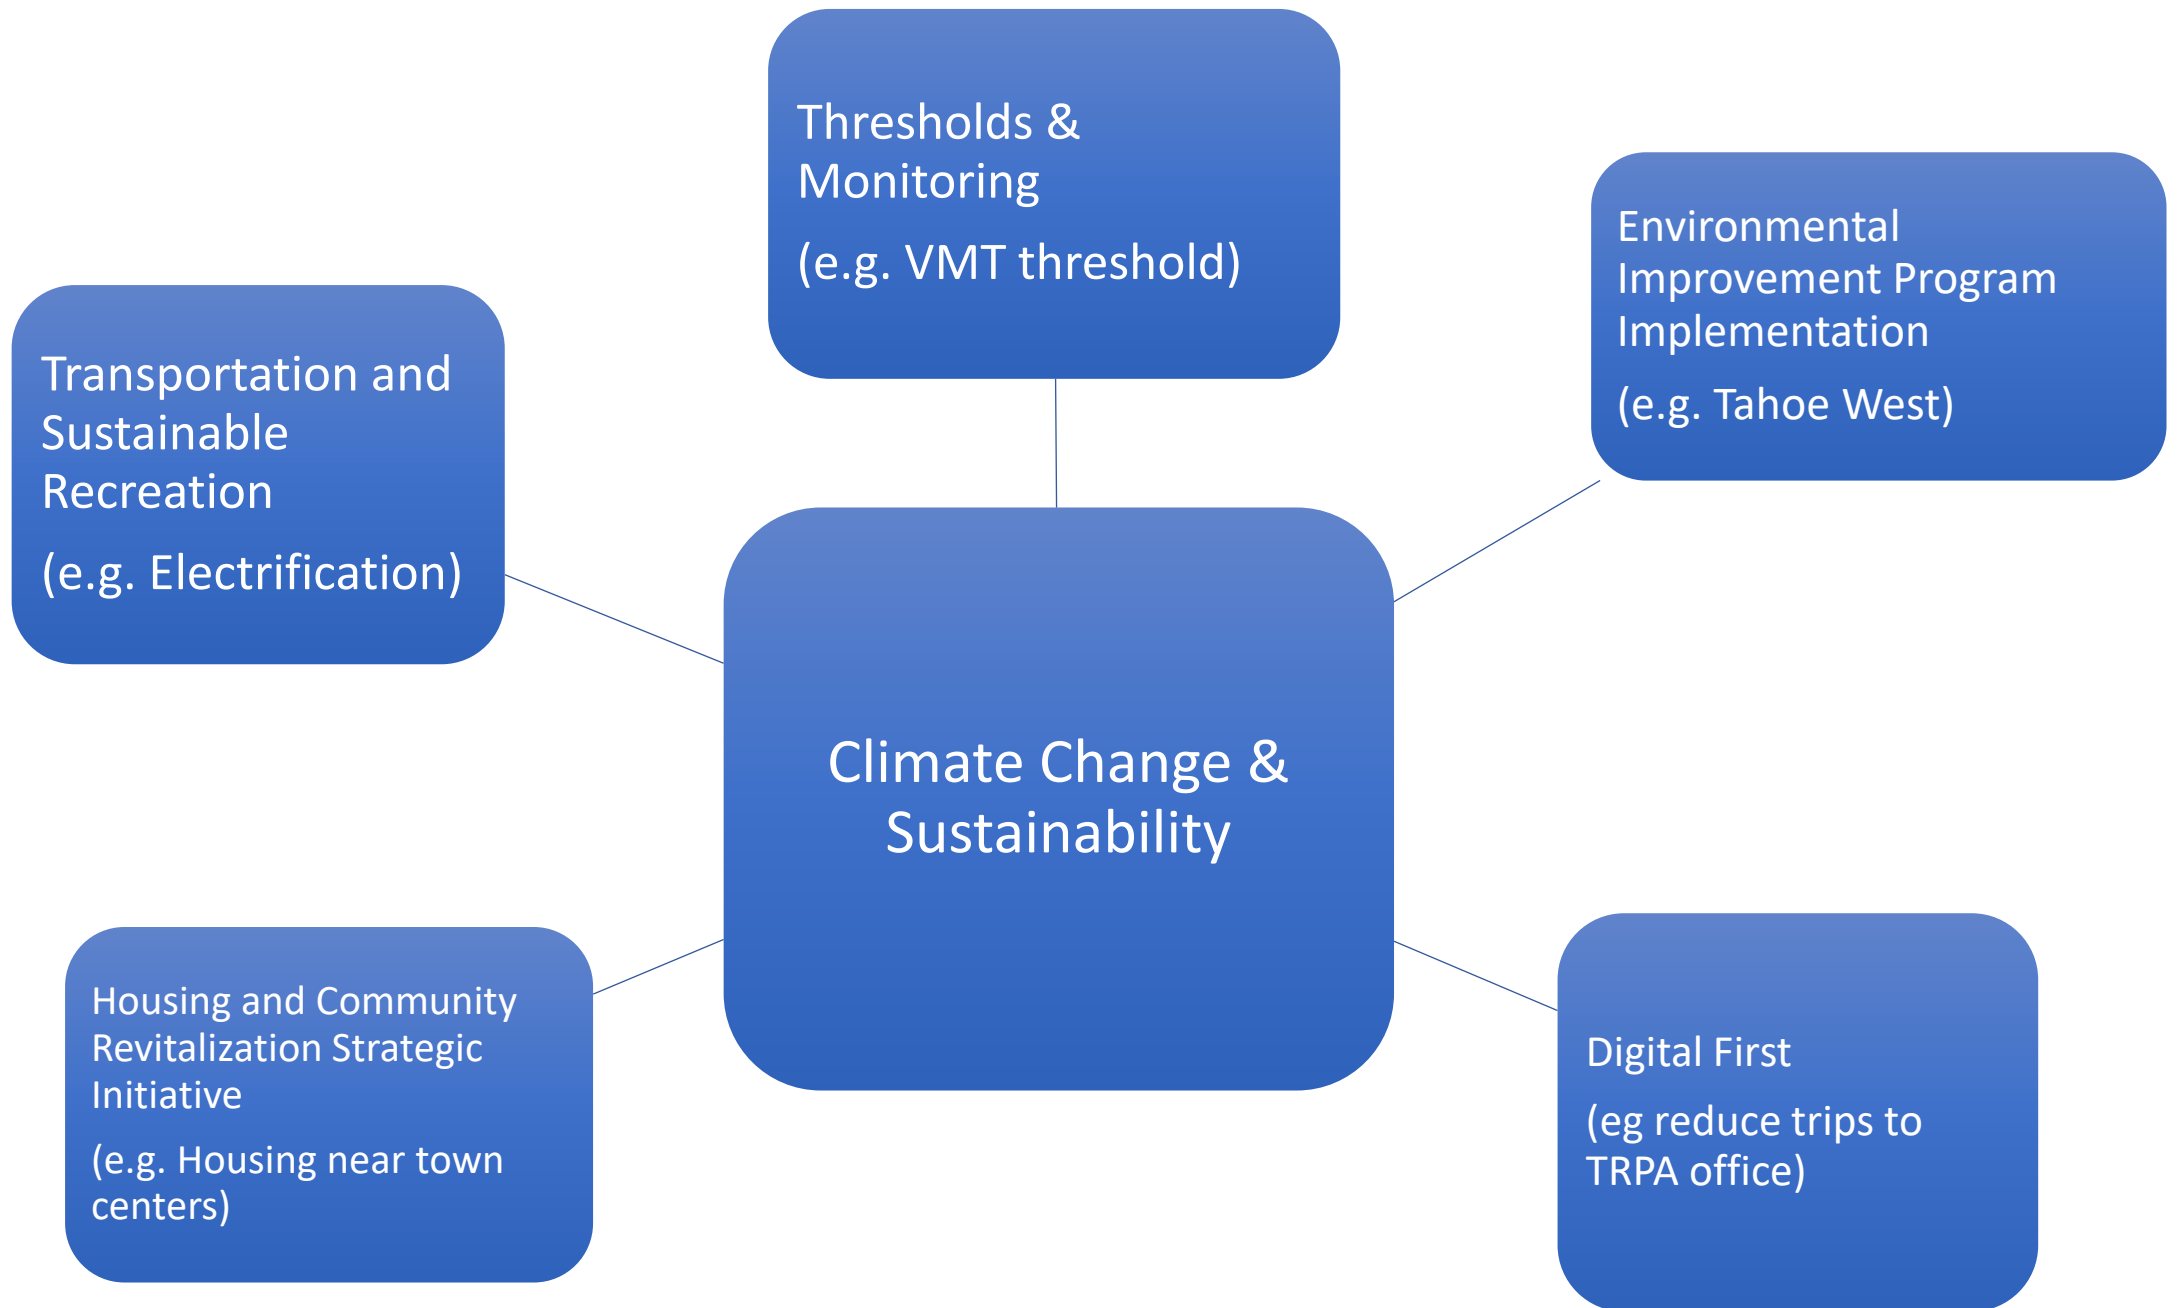 Thresholds &
Monitoring
(e.g. VMT threshold)
Environmental
Improvement Program
Implementation
(e.g. Tahoe West)
Transportation and
Sustainable
Recreation
(e.g. Electrification)
Climate Change &
Sustainability
Housing and Community
Revitalization Strategic
Initiative
(e.g. Housing near town
centers)
Digital First
(eg reduce trips to
TRPA office)